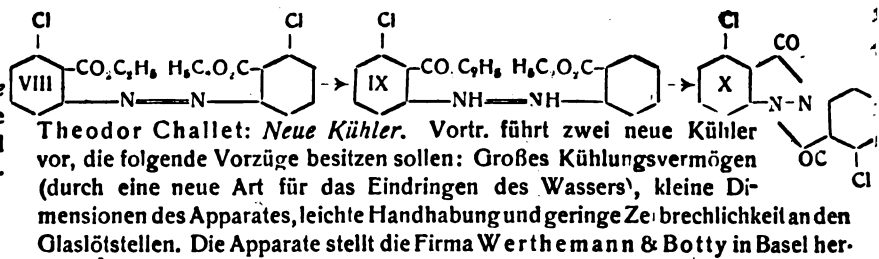 Cl Cl Cl Cl
CO₂C₂H₅ H₅C₂O₂C CO₂C₂H₅ H₅C₂O₂C CO
VIII IX X
N=N NH=NH N-N
Theodor Challet: Neue Kühler. Vortr. führt zwei neue Kühler
vor, die folgende Vorzüge besitzen sollen: Großes Kühlungsvermögen OC
(durch eine neue Art für das Eindringen des Wassers), kleine Di- Cl
mensionen des Apparates, leichte Handhabung und geringe Zerbrechlichkeit an den
Glaslötstellen. Die Apparate stellt die Firma Werthemann & Botty in Basel her.